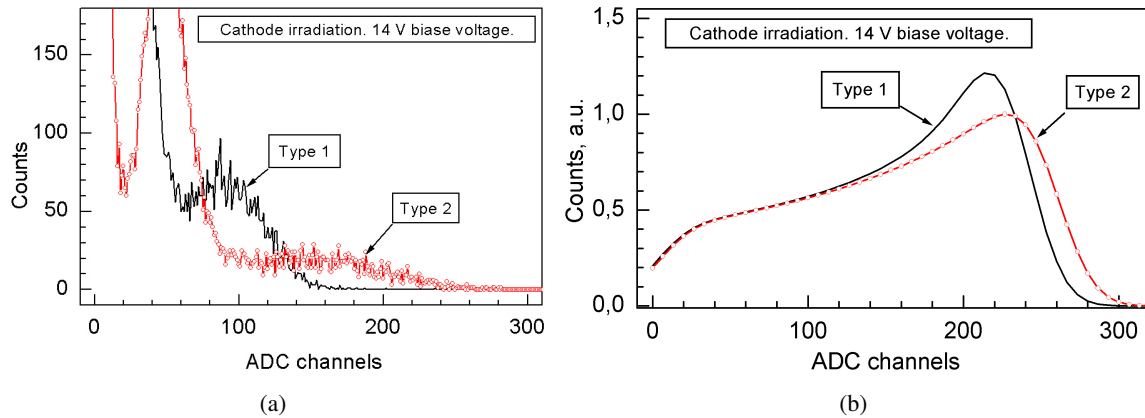 Cathode irradiation. 14 V biase voltage.
150
100
50
0
Counts
Type 1
Type 2
0
100
200
300
ADC channels
(a)
1,5
1,0
0,5
0,0
Counts, a.u.
Cathode irradiation. 14 V biase voltage.
Type 1
Type 2
0
100
200
300
ADC channels
(b)